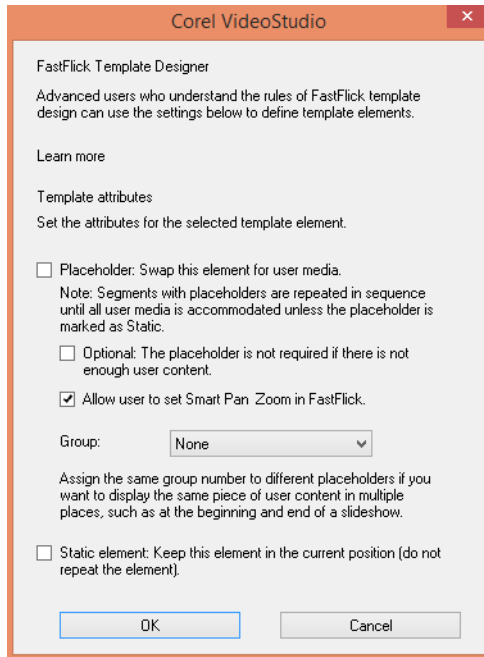 Corel VideoStudio
FastFlick Template Designer
Advanced users who understand the rules of FastFlick template
design can use the settings below to define template elements.
Learn more
Template attributes
Set the attributes for the selected template element.
Placeholder: Swap this element for user media.
Note: Segments with placeholders are repeated in sequence
until all user media is accommodated unless the placeholder is
marked as Static.
Optional: The placeholder is not required if there is not
enough user content.
Allow user to set Smart Pan Zoom in FastFlick.
Group: None
Assign the same group number to different placeholders if you
want to display the same piece of user content in multiple
places, such as at the beginning and end of a slideshow.
Static element: Keep this element in the current position (do not
repeat the element).
OK Cancel